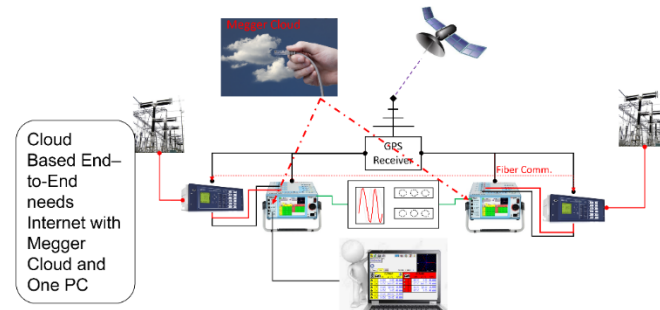 Megger Cloud
GPS
Receiver
Fiber Comm.
Cloud
Based End–
to-End
needs
Internet with
Megger
Cloud and
One PC